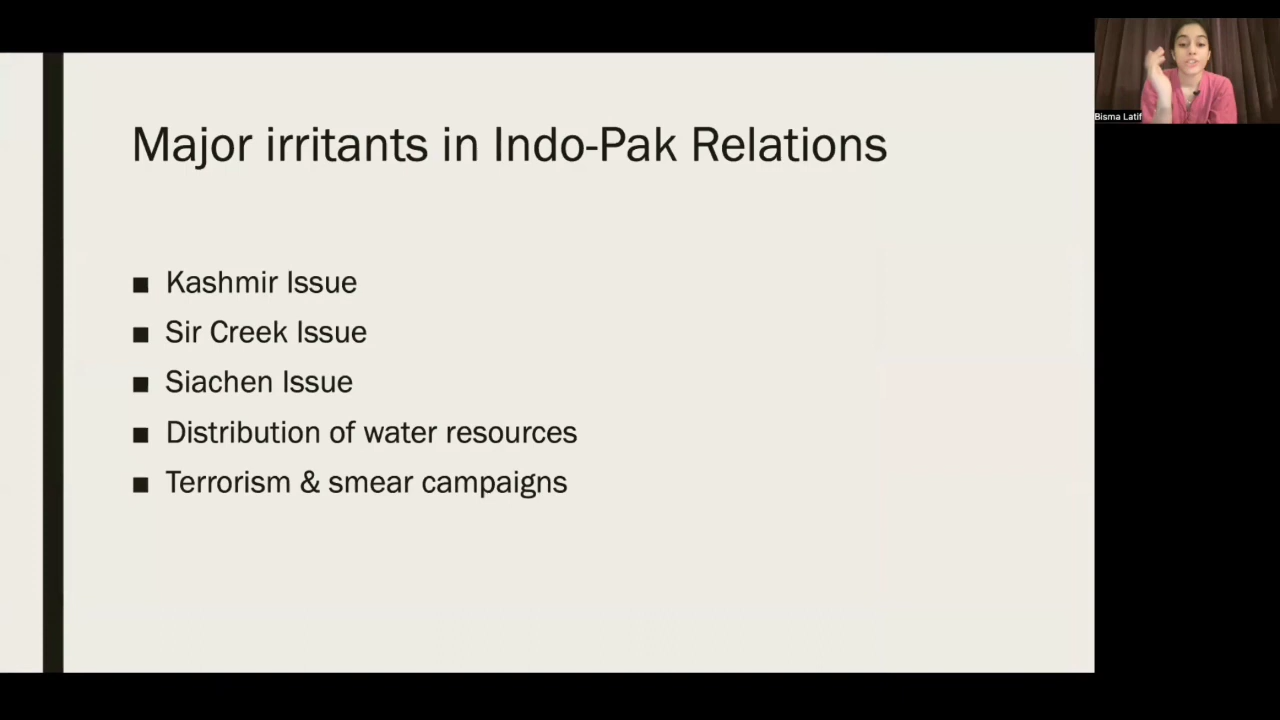 Major irritants in Indo-Pak Relations
■ Kashmir Issue
■ Sir Creek Issue
■ Siachen Issue
■ Distribution of water resources
■ Terrorism & smear campaigns
Bisma Latif